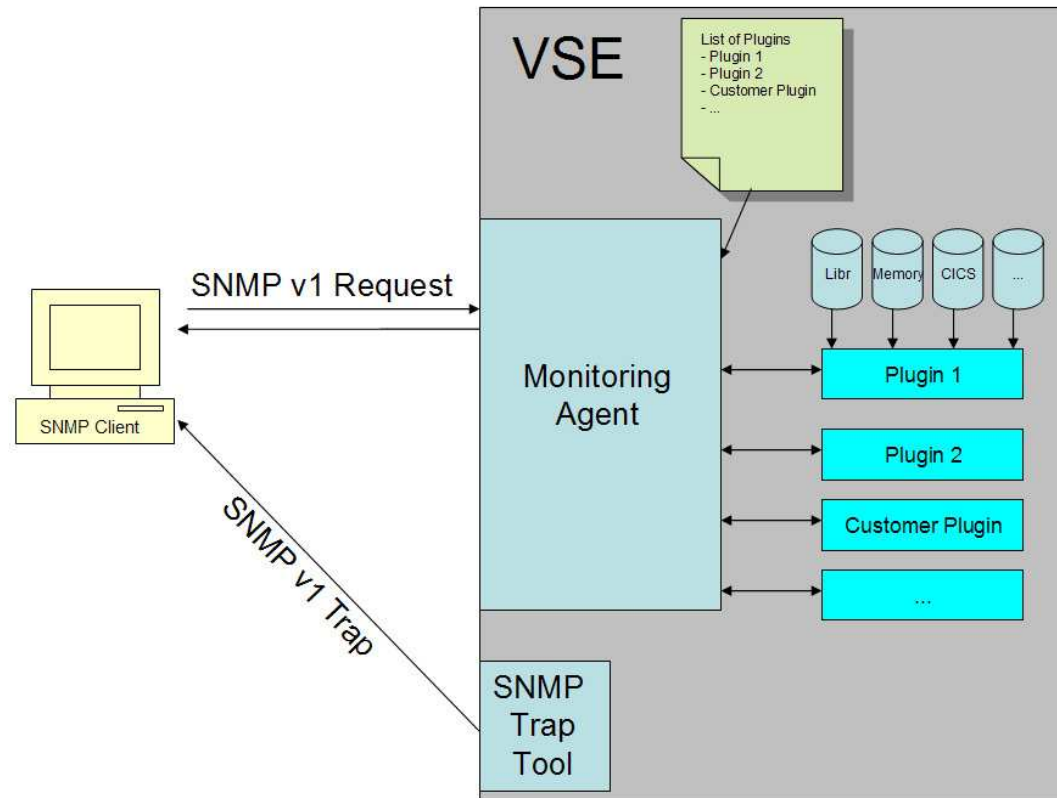 VSE
List of Plugins
- Plugin 1
- Plugin 2
- Customer Plugin
- ...
SNMP v1 Request
SNMP Client
SNMP v1 Trap
Monitoring
Agent
Libr
Memory
CICS
...
Plugin 1
Plugin 2
Customer Plugin
...
SNMP
Trap
Tool